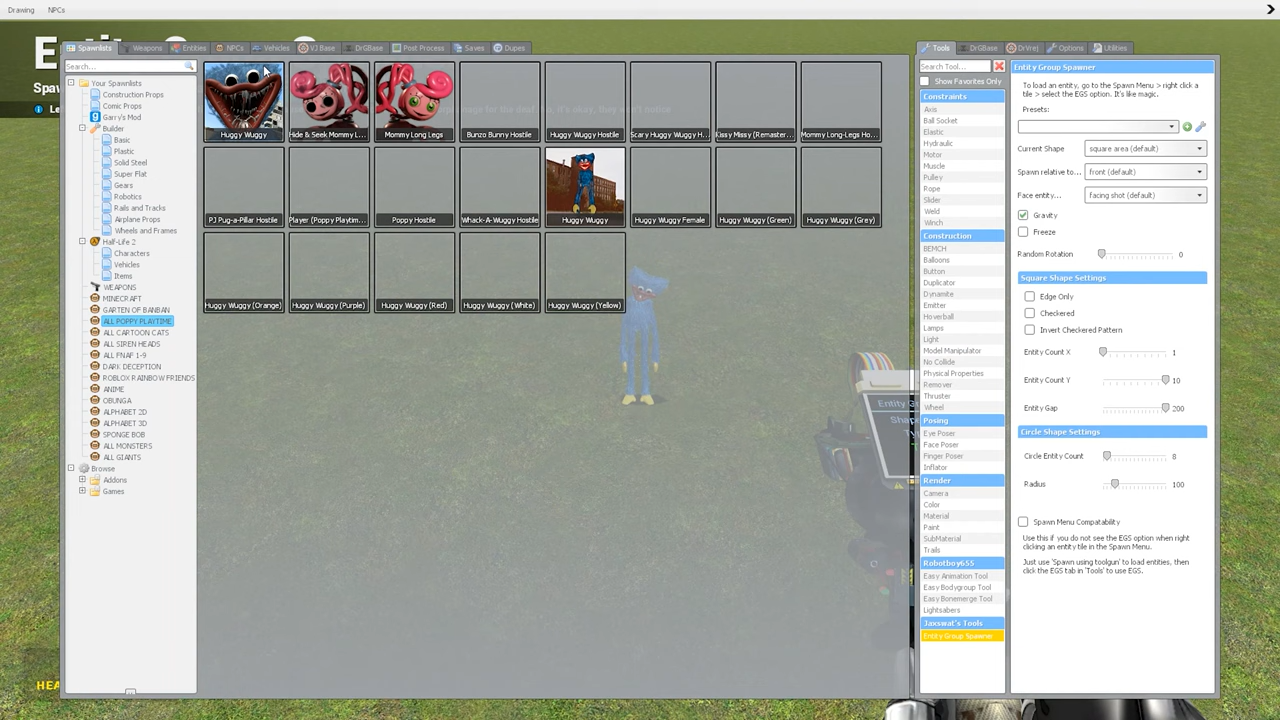 Drawing NPCs
Spawnlists Weapons Entities NPCs Vehicles VJ Base DrGBase Post Process Saves Dupes
Search...
Your Spawnlists
Construction Props
Comic Props
Garry's Mod
Builder
Basic
Plastic
Solid Steel
Super Flat
Gears
Robotics
Rails and Tracks
Airplane Props
Wheels and Frames
Half-Life 2
Characters
Vehicles
Items
WEAPONS
MINECRAFT
GARTEN OF BANBAN
ALL POPPY PLAYTIME
ALL CARTOON CATS
ALL SIREN HEADS
ALL FNAF 1-9
DARK DECEPTION
ROBLOX RAINBOW FRIENDS
ANIME
OBUNGA
ALPHABET 2D
ALPHABET 3D
SPONGE BOB
ALL MONSTERS
ALL GIANTS
Browse
Addons
Games
Huggy Wuggy Hide & Seek Mommy L... Mommy Long Legs Bunzo Bunny Hostile Huggy Wuggy Hostile Scary Huggy Wuggy H... Kissy Missy (Remaster... Mommy Long-Legs Ho...
PJ Pug-a-Pillar Hostile Player (Poppy Playtim... Poppy Hostile Whack-A-Wuggy Hostile Huggy Wuggy Huggy Wuggy Female Huggy Wuggy (Green) Huggy Wuggy (Grey)
Huggy Wuggy (Orange) Huggy Wuggy (Purple) Huggy Wuggy (Red) Huggy Wuggy (White) Huggy Wuggy (Yellow)
Tools DrGBase DrVrej Options Utilities
Search Tool...
Show Favorites Only
Constraints
Axis
Ball Socket
Elastic
Hydraulic
Motor
Muscle
Pulley
Rope
Slider
Weld
Winch
Construction
BEMCH
Balloons
Button
Duplicator
Dynamite
Emitter
Hoverball
Lamps
Light
Model Manipulator
No Collide
Physical Properties
Remover
Thruster
Wheel
Posing
Eye Poser
Face Poser
Finger Poser
Inflator
Render
Camera
Color
Material
Paint
SubMaterial
Trails
Robotboy655
Easy Animation Tool
Easy Bodygroup Tool
Easy Bonemerge Tool
Lightsabers
Jaxswat's Tools
Entity Group Spawner
Entity Group Spawner
To load an entity, go to the Spawn Menu > right click a
tile > select the EGS option. It's like magic.
Presets:
Current Shape square area (default)
Spawn relative to... front (default)
Face entity... facing shot (default)
Gravity
Freeze
Random Rotation 0
Square Shape Settings
Edge Only
Checkered
Invert Checkered Pattern
Entity Count X 1
Entity Count Y 10
Entity Gap 200
Circle Shape Settings
Circle Entity Count 8
Radius 100
Spawn Menu Compatability
Use this if you do not see the EGS option when right
clicking an entity tile in the Spawn Menu.
Just use 'Spawn using toolgun' to load entities, then
click the EGS tab in 'Tools' to use EGS.